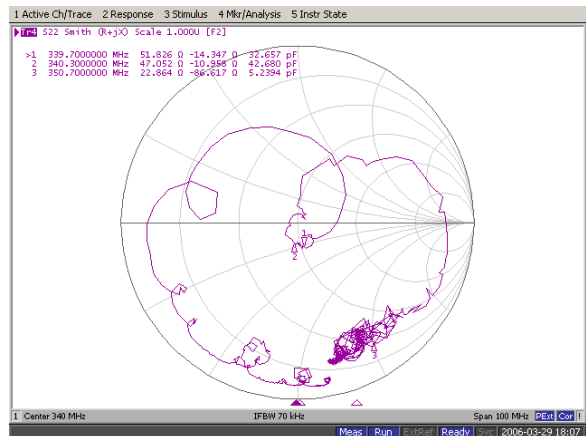 1 Active Ch/Trace 2 Response 3 Stimulus 4 Mkr/Analysis 5 Instr State
Tr4 S22 Smith (R+jX) Scale 1.000U [F2]
>1 339.7000000 MHz 51.826 Ω -14.347 Ω 32.657 pF
2 340.3000000 MHz 47.052 Ω -10.958 Ω 42.680 pF
3 350.7000000 MHz 22.864 Ω -86.617 Ω 5.2394 pF
1
2
3
1 Center 340 MHz IFBW 70 kHz Span 100 MHz PExt Cor !
Meas Run ExtRef Ready Svc 2006-03-29 18:07